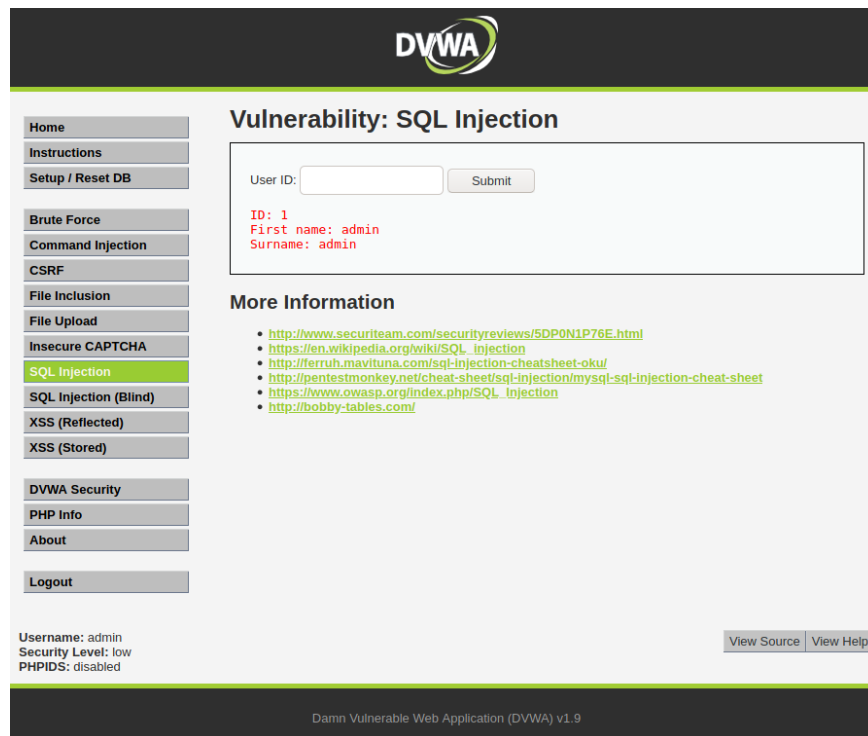 DVWA
Home
Instructions
Setup / Reset DB
Brute Force
Command Injection
CSRF
File Inclusion
File Upload
Insecure CAPTCHA
SQL Injection
SQL Injection (Blind)
XSS (Reflected)
XSS (Stored)
DVWA Security
PHP Info
About
Logout
Vulnerability: SQL Injection
User ID: Submit
ID: 1
First name: admin
Surname: admin
More Information
http://www.securiteam.com/securityreviews/5DP0N1P76E.html
https://en.wikipedia.org/wiki/SQL_injection
http://ferruh.mavituna.com/sql-injection-cheatsheet-oku/
http://pentestmonkey.net/cheat-sheet/sql-injection/mysql-sql-injection-cheat-sheet
https://www.owasp.org/index.php/SQL_Injection
http://bobby-tables.com/
Username: admin
Security Level: low
PHPIDS: disabled
View Source View Help
Damn Vulnerable Web Application (DVWA) v1.9